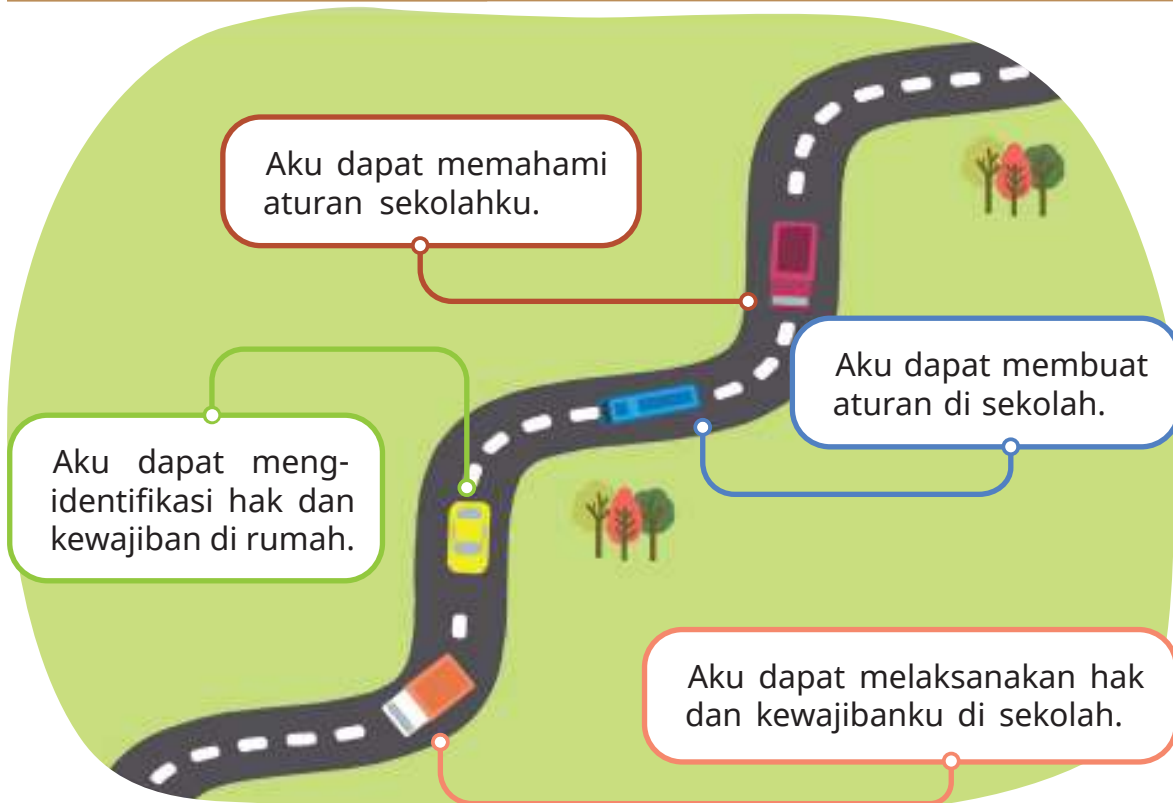 Aku dapat memahami
aturan sekolahku.
Aku dapat membuat
aturan di sekolah.
Aku dapat meng-
identifikasi hak dan
kewajiban di rumah.
Aku dapat melaksanakan hak
dan kewajibanku di sekolah.